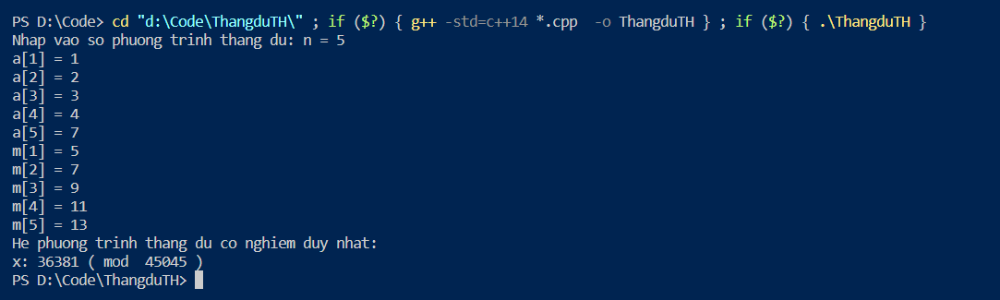 PS D:\Code> cd "d:\Code\ThangduTH\" ; if ($?) { g++ -std=c++14 *.cpp -o ThangduTH } ; if ($?) { .\ThangduTH }
Nhap vao so phuong trinh thang du: n = 5
a[1] = 1
a[2] = 2
a[3] = 3
a[4] = 4
a[5] = 7
m[1] = 5
m[2] = 7
m[3] = 9
m[4] = 11
m[5] = 13
He phuong trinh thang du co nghiem duy nhat:
x: 36381 ( mod  45045 )
PS D:\Code\ThangduTH>